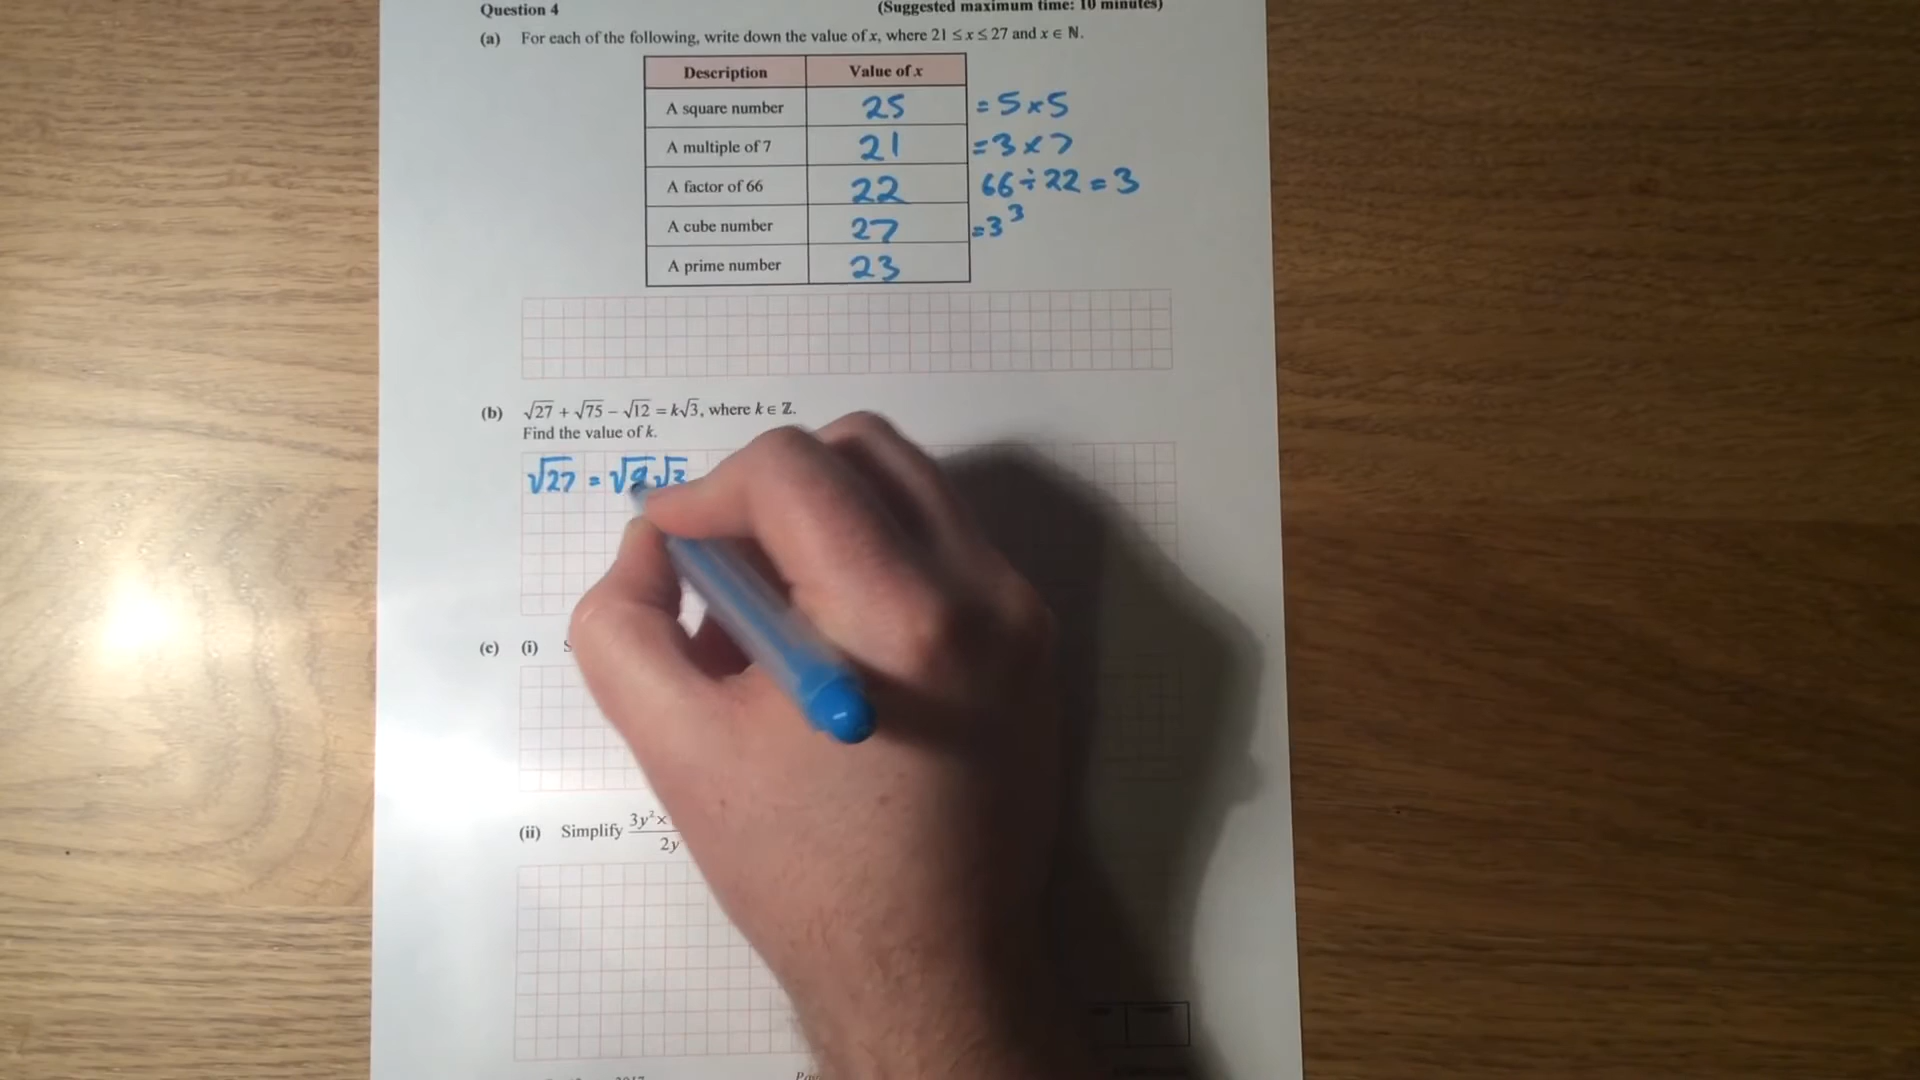 Question 4 (Suggested maximum time: 10 minutes)
(a) For each of the following, write down the value of x, where 21 ≤ x ≤ 27 and x ∈ ℕ.
Description Value of x
A square number 25 = 5 × 5
A multiple of 7 21 = 3 × 7
A factor of 66 22 66 ÷ 22 = 3
A cube number 27 = 3³
A prime number 23
(b) √27 + √75 − √12 = k√3, where k ∈ ℤ.
Find the value of k.
√27 = √9 √3
(c) (i) S
(ii) Simplify 3y² ×
2y
2017